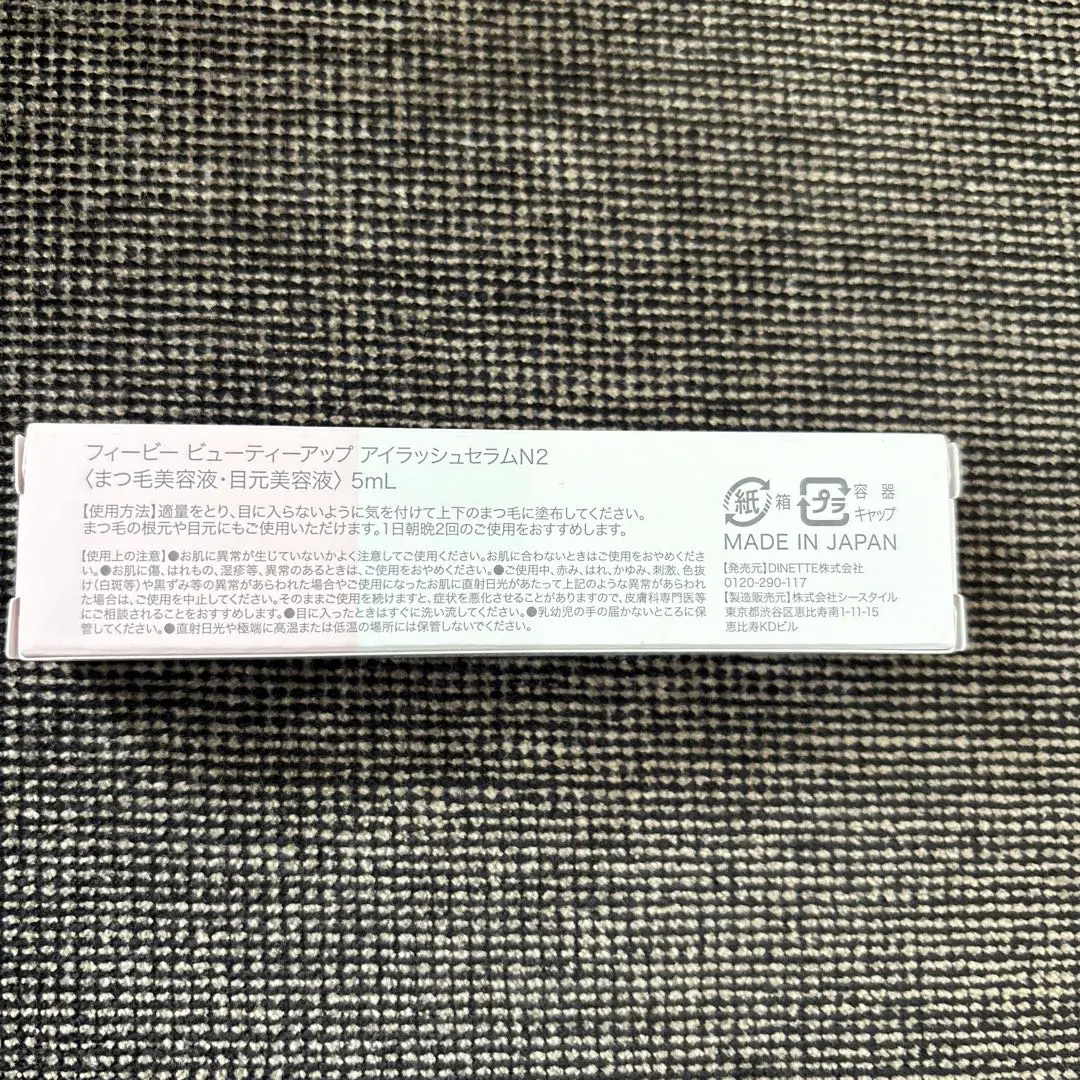 フィービー ビューティーアップ アイラッシュセラムN2
〈まつ毛美容液・目元美容液〉 5mL
【使用方法】適量をとり、目に入らないように気を付けて上下のまつ毛に塗布してください。
まつ毛の根元や目元にもご使用いただけます。1日朝晩2回のご使用をおすすめします。
【使用上の注意】●お肌に異常が生じていないかよく注意してご使用ください。お肌に合わないときはご使用をおやめくださ
い。●お肌に傷、はれもの、湿疹等、異常のあるときは、ご使用をおやめください。●ご使用中、赤み、はれ、かゆみ、刺激、色抜
け(白斑等)や黒ずみ等の異常があらわれた場合やご使用になったお肌に直射日光があたって上記のような異常があらわれ
た場合は、ご使用を中止してください。そのままご使用を続けますと、症状を悪化させることがありますので、皮膚科専門医等
にご相談されることをおすすめします。●目に入ったときはすぐに洗い流してください。●乳幼児の手の届かないところに保
管してください。●直射日光や極端に高温または低温の場所には保管しないでください。
紙 箱 プラ 容器
キャップ
MADE IN JAPAN
【発売元】DINETTE株式会社
0120-290-117
【製造販売元】株式会社シースタイル
東京都渋谷区恵比寿南1-11-15
恵比寿KDビル